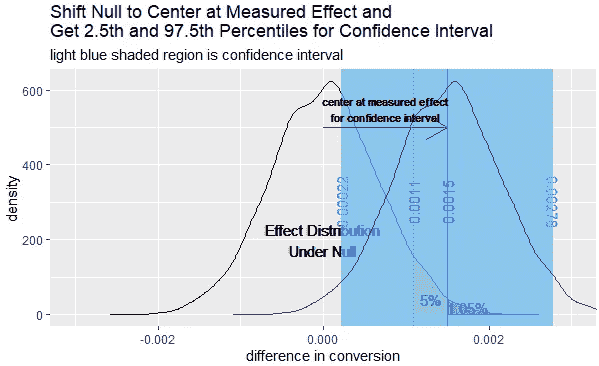 Shift Null to Center at Measured Effect and
Get 2.5th and 97.5th Percentiles for Confidence Interval
light blue shaded region is confidence interval
600
400
200
0
density
center at measured effect
for confidence interval
0.00022
0.0011
0.0015
Effect Distribution
Under Null
5%
-0.002
0.000
0.002
difference in conversion